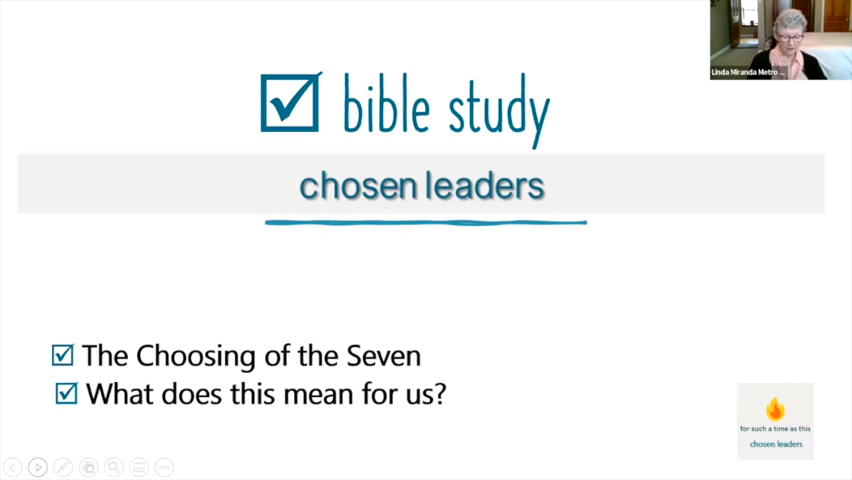 Linda Miranda Metro ...
bible study
chosen leaders
The Choosing of the Seven
What does this mean for us?
for such a time as this
chosen leaders